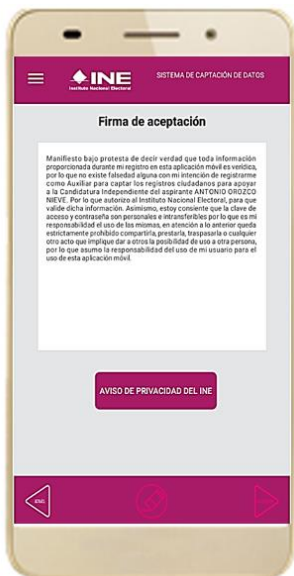 INE
Instituto Nacional Electoral
SISTEMA DE CAPTACIÓN DE DATOS
Firma de aceptación
Manifiesto bajo protesta de decir verdad que toda información
proporcionada durante mi registro en esta aplicación móvil es verídica,
por lo que no existe falsedad alguna con mi intención de registrarme
como Auxiliar para captar los registros ciudadanos para apoyar
a la Candidatura Independiente del aspirante ANTONIO OROZCO
NIEVE. Por lo que autorizo al Instituto Nacional Electoral, para que
valide dicha información. Asimismo, estoy consiente que la clave de
acceso y contraseña son personales e intransferibles por lo que es mi
responsabilidad el uso de las mismas, en atención a lo anterior queda
estrictamente prohibido compartirla, prestarla, traspasarla o cualquier
otro acto que implique dar a otros la posibilidad de uso a otra persona,
por lo que asumo la responsabilidad del uso de mi usuario para el
uso de esta aplicación móvil.
AVISO DE PRIVACIDAD DEL INE